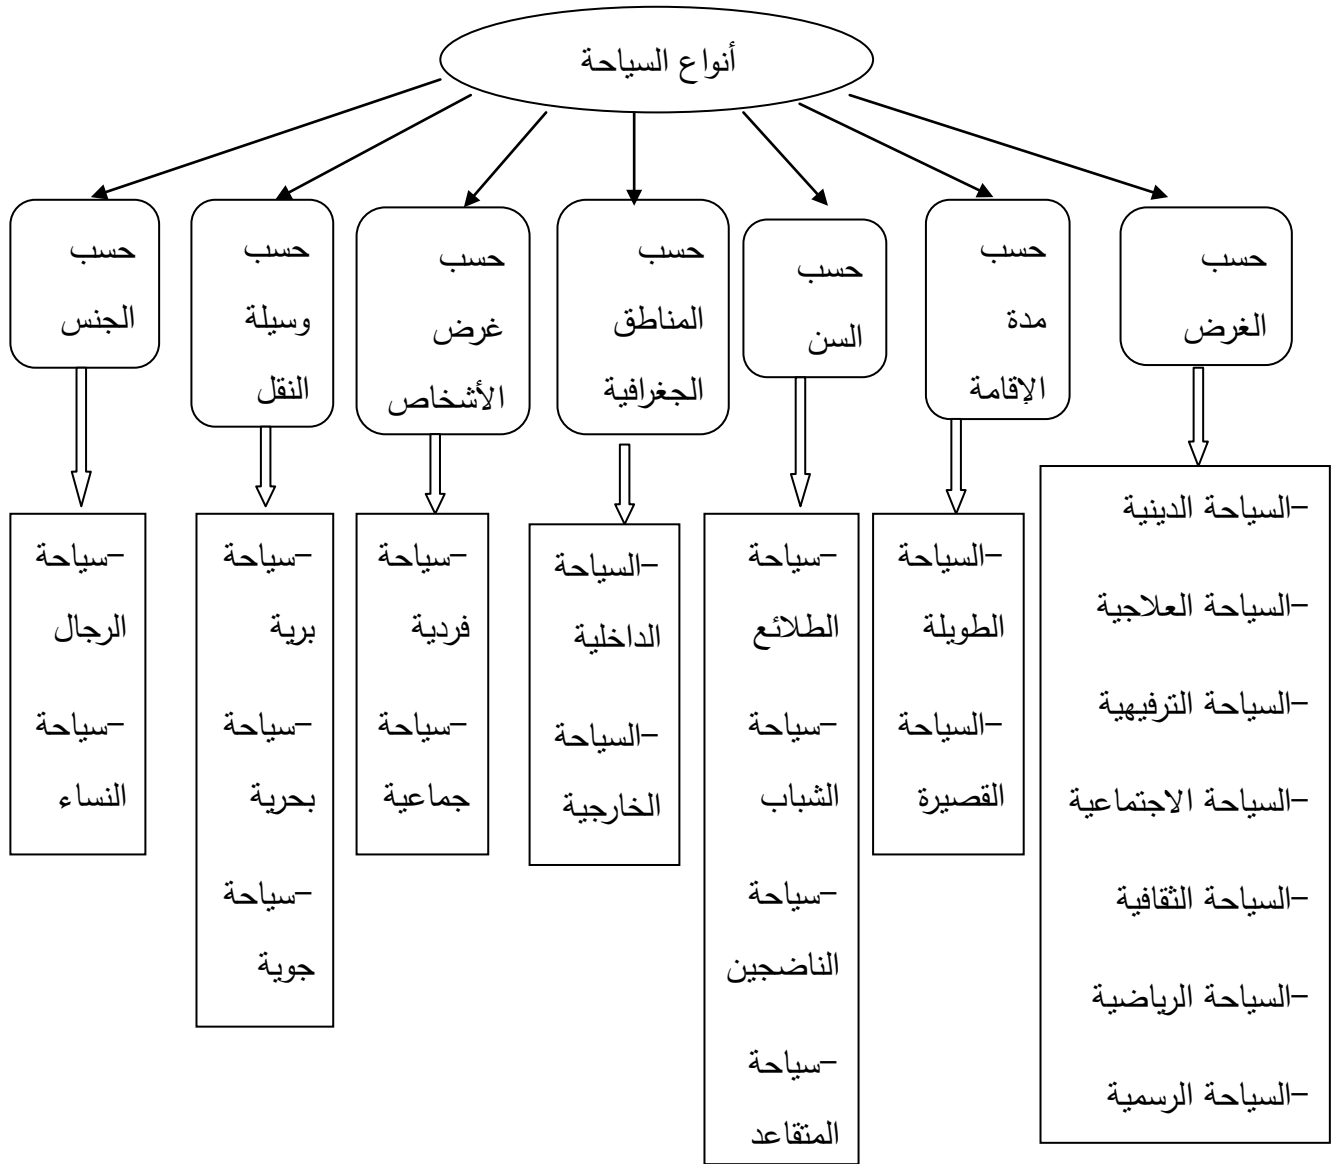 أنواع السياحة
حسب
الغرض
حسب
مدة
الإقامة
حسب
السن
حسب
المناطق
الجغرافية
حسب
غرض
الأشخاص
حسب
وسيلة
النقل
حسب
الجنس
-السياحة الدينية
-السياحة العلاجية
-السياحة الترفيهية
-السياحة الاجتماعية
-السياحة الثقافية
-السياحة الرياضية
-السياحة الرسمية
-السياحة
الطويلة
-السياحة
القصيرة
-سياحة
الطلائع
-سياحة
الشباب
-سياحة
الناضجين
-سياحة
المتقاعد
-السياحة
الداخلية
-السياحة
الخارجية
-سياحة
فردية
-سياحة
جماعية
-سياحة
برية
-سياحة
بحرية
-سياحة
جوية
-سياحة
الرجال
-سياحة
النساء